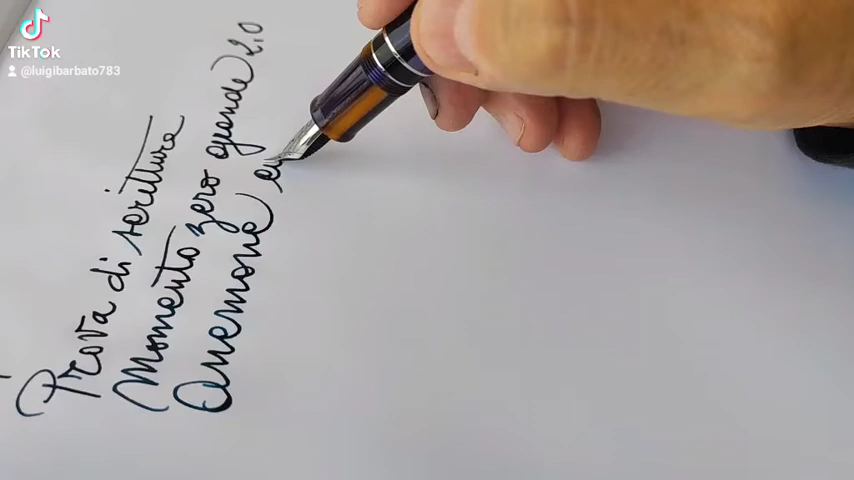 TikTok
@luigibarbato783
Prova di scrittura
Momento zero grande 2.0
Anemone